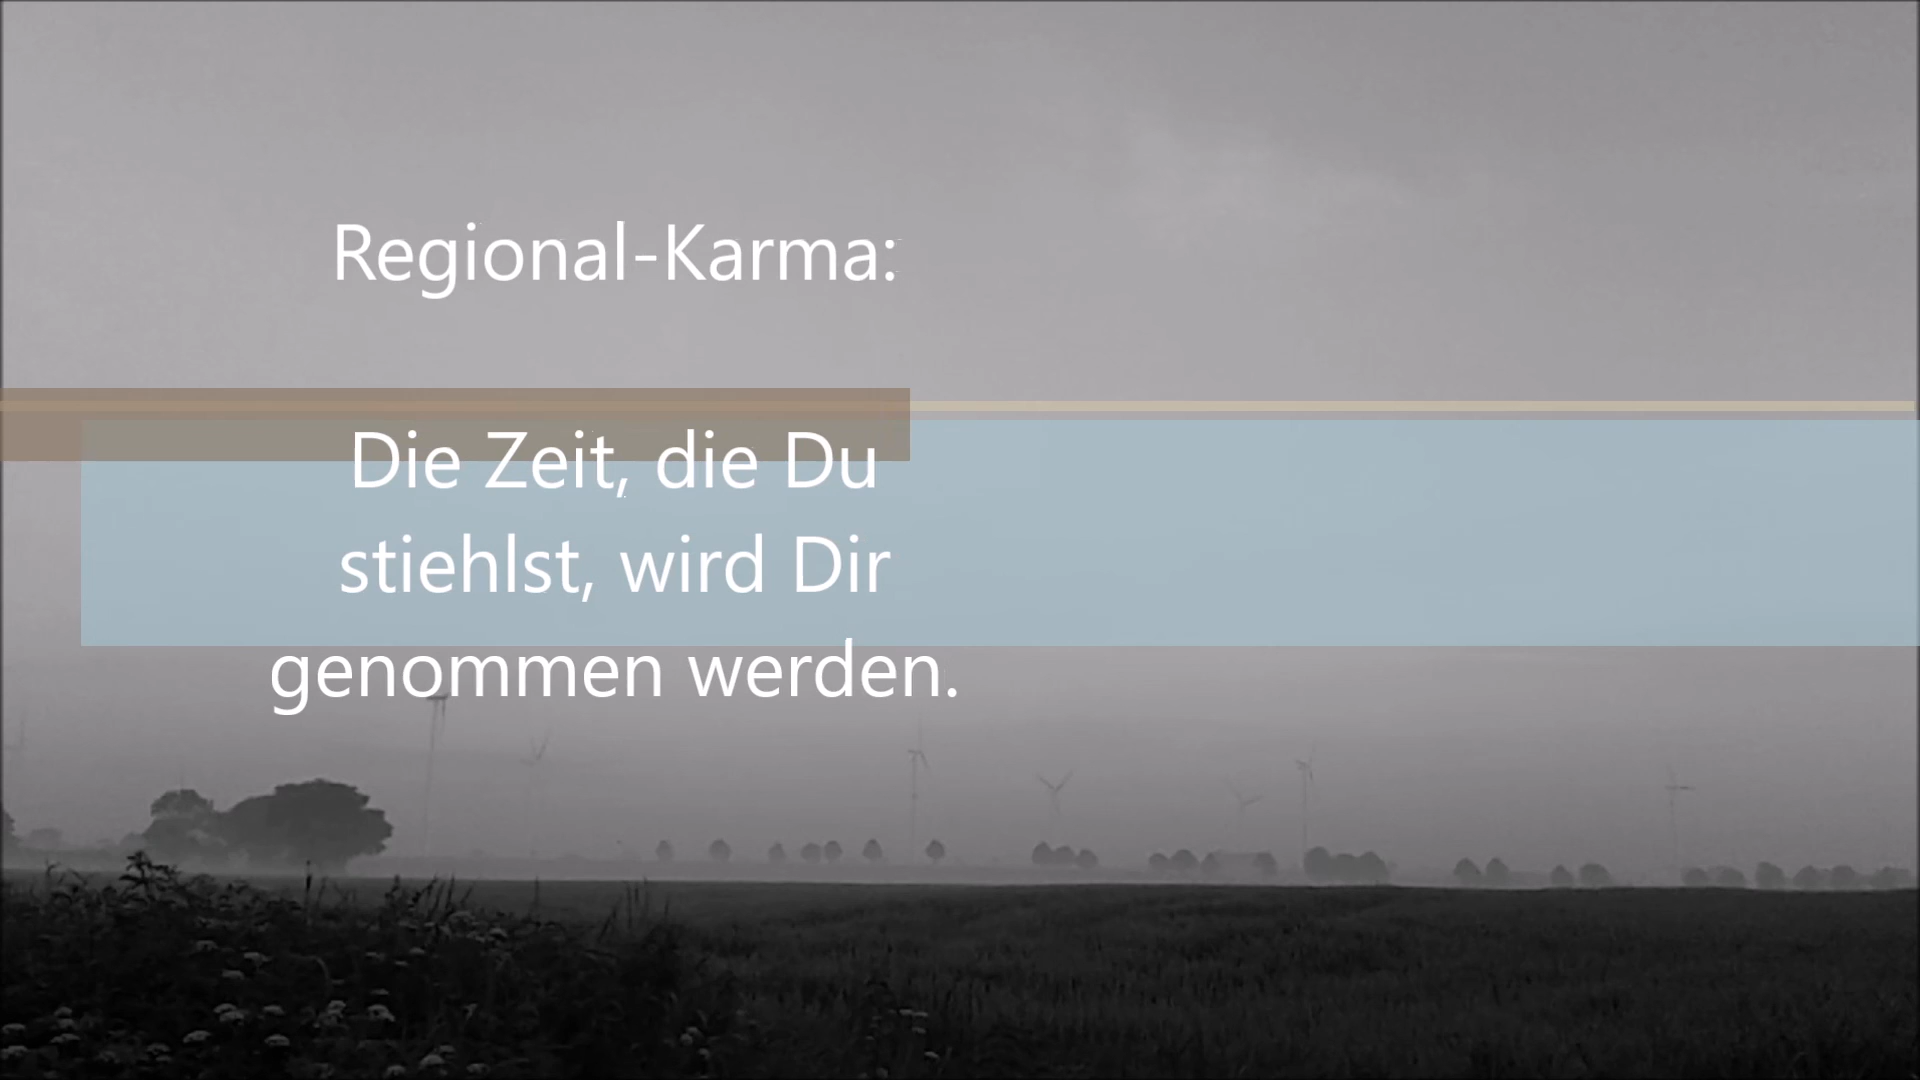 Regional-Karma:
Die Zeit, die Du
stiehlst, wird Dir
genommen werden.